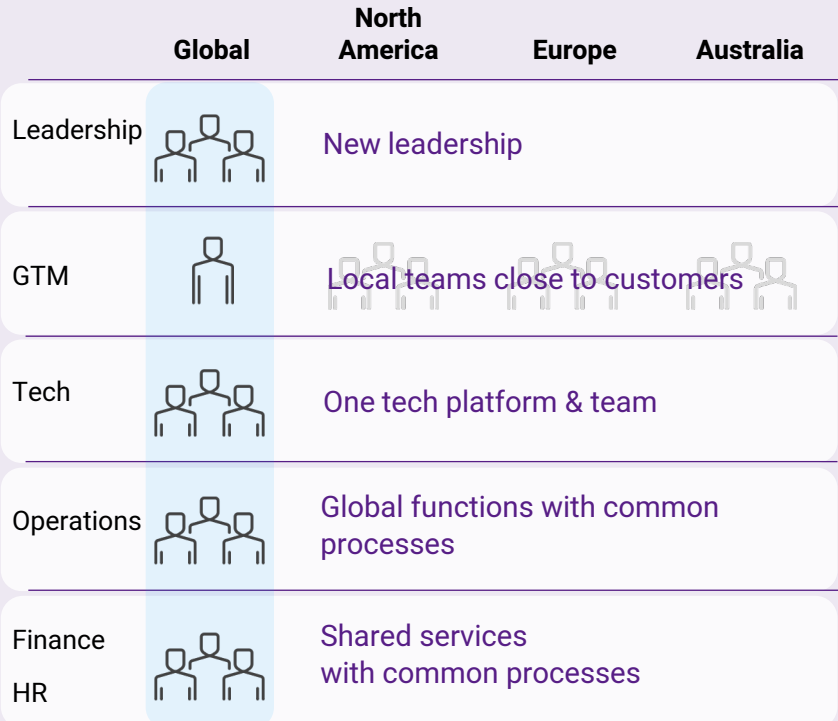 North
Global America Europe Australia
Leadership New leadership
GTM Local teams close to customers
Tech One tech platform & team
Operations Global functions with common
processes
Finance Shared services
with common processes
HR